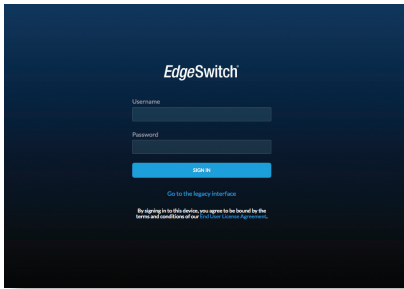 EdgeSwitch
Username
Password
SIGN IN
Go to the legacy interface
By signing in to this device, you agree to be bound by the
terms and conditions of our End User License Agreement.